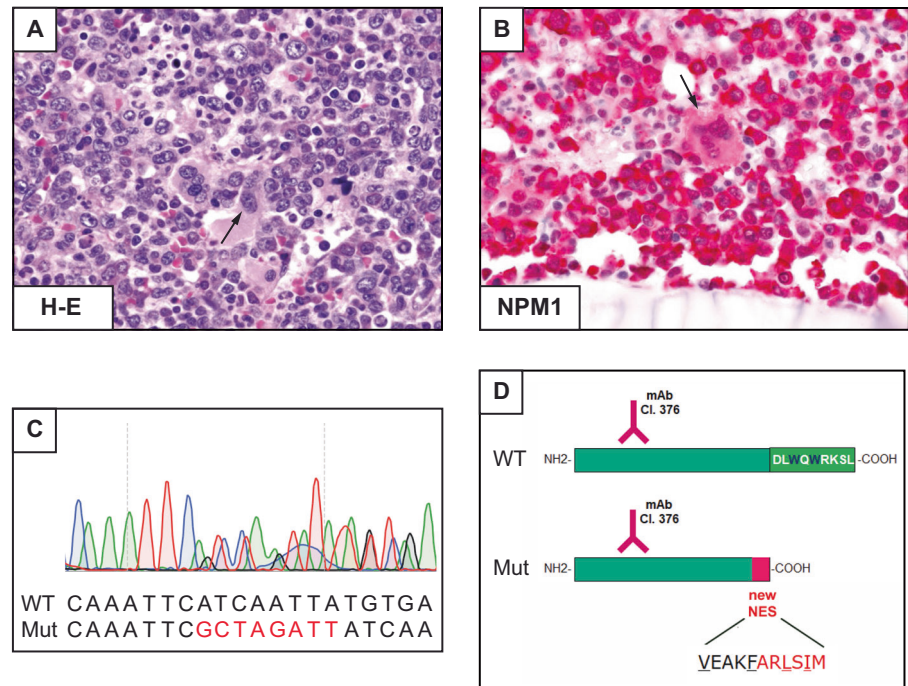 A
H-E
B
NPM1
C
WT CAAATTCATCAATTATGTGA
Mut CAAATTCGCTAGATTATCAA
D
mAb
Cl. 376
WT NH2- DLWQWRKSL -COOH
mAb
Cl. 376
Mut NH2- -COOH
new
NES
VEAKFARLSIM